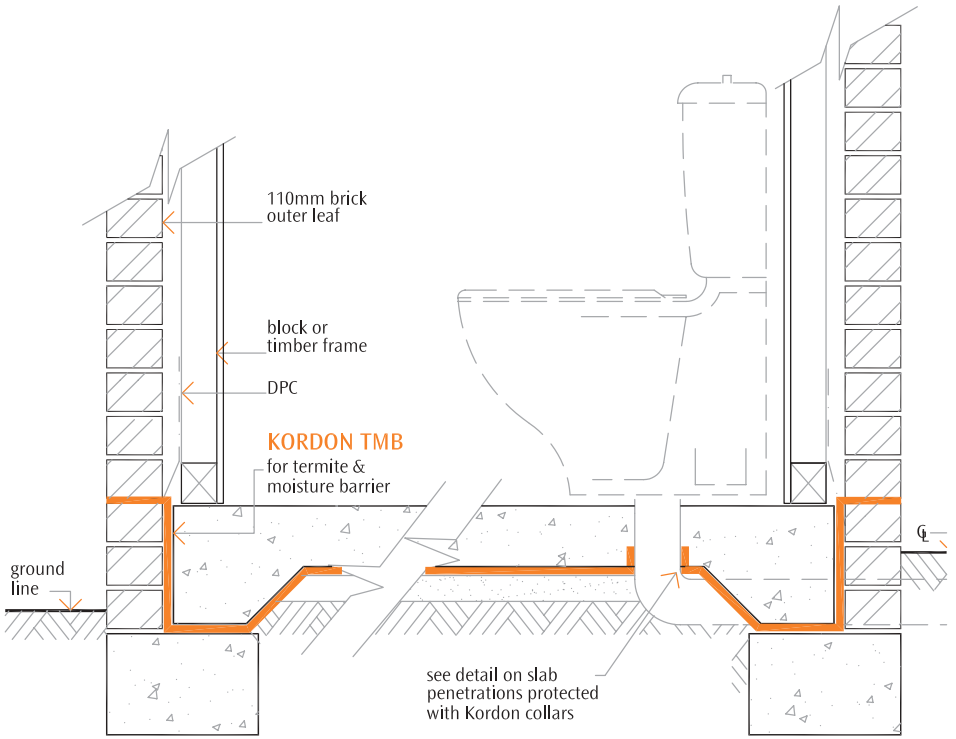 110mm brick
outer leaf
block or
timber frame
DPC
KORDON TMB
for termite &
moisture barrier
ground
line
see detail on slab
penetrations protected
with Kordon collars
℄